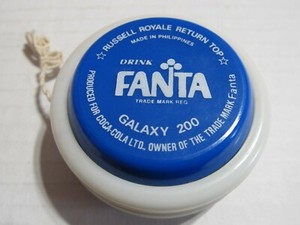 ☆ RUSSELL ROYALE RETURN TOP ☆
MADE IN PHILIPPINES
DRINK
FANTA
TRADE MARK REG
GALAXY 200
PRODUCED FOR COCA-COLA LTD. OWNER OF THE TRADE MARK Fanta